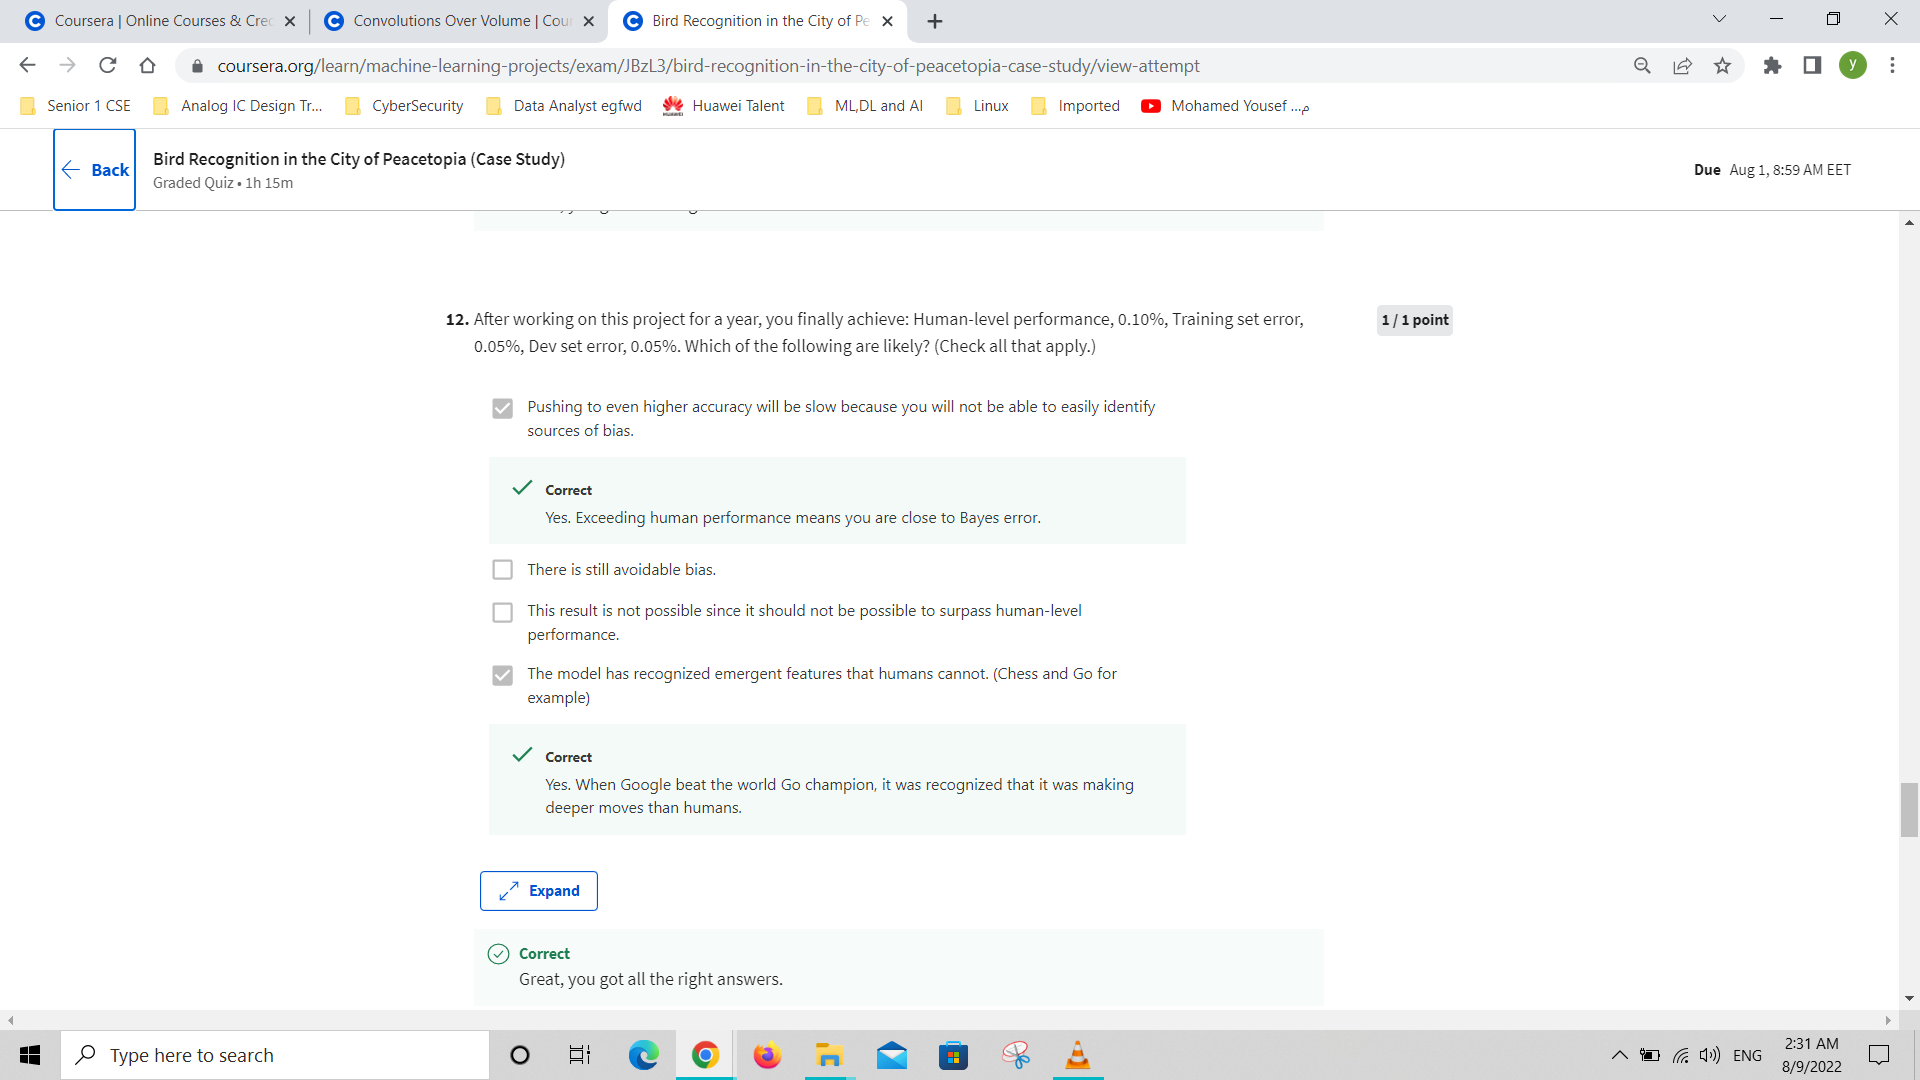 Coursera | Online Courses & Crec
Convolutions Over Volume | Cour
Bird Recognition in the City of Pe
coursera.org/learn/machine-learning-projects/exam/JBzL3/bird-recognition-in-the-city-of-peacetopia-case-study/view-attempt
y
Senior 1 CSE
Analog IC Design Tr...
CyberSecurity
Data Analyst egfwd
Huawei Talent
ML,DL and AI
Linux
Imported
Mohamed Yousef ...م
Back
Bird Recognition in the City of Peacetopia (Case Study)
Graded Quiz • 1h 15m
Due Aug 1, 8:59 AM EET
12. After working on this project for a year, you finally achieve: Human-level performance, 0.10%, Training set error,
0.05%, Dev set error, 0.05%. Which of the following are likely? (Check all that apply.)
1 / 1 point
Pushing to even higher accuracy will be slow because you will not be able to easily identify
sources of bias.
Correct
Yes. Exceeding human performance means you are close to Bayes error.
There is still avoidable bias.
This result is not possible since it should not be possible to surpass human-level
performance.
The model has recognized emergent features that humans cannot. (Chess and Go for
example)
Correct
Yes. When Google beat the world Go champion, it was recognized that it was making
deeper moves than humans.
Expand
Correct
Great, you got all the right answers.
Type here to search
ENG
2:31 AM
8/9/2022